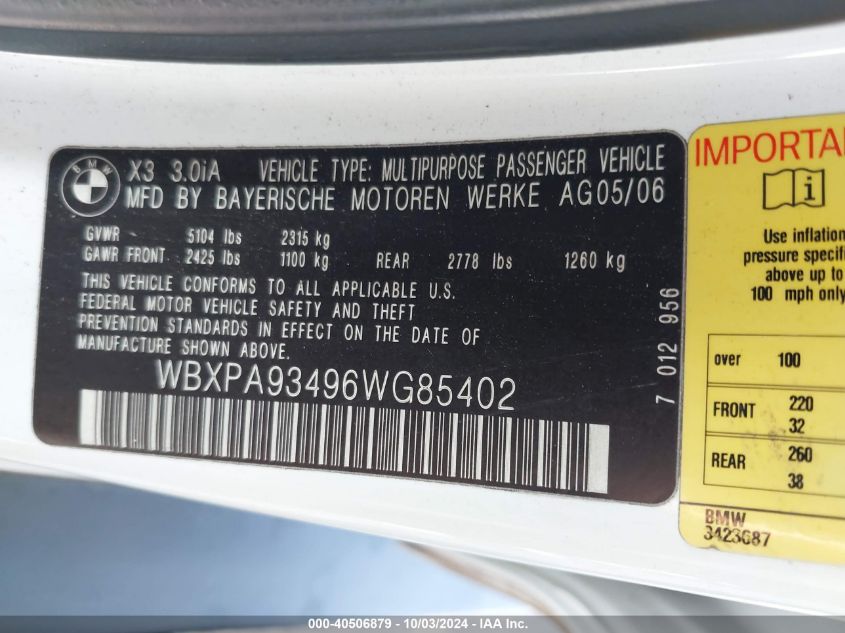 BMW
X3 3.0iA VEHICLE TYPE: MULTIPURPOSE PASSENGER VEHICLE
MFD BY BAYERISCHE MOTOREN WERKE AG05/06
GVWR - 5104 lbs 2315 kg
GAWR FRONT- 2425 lbs 1100 kg REAR - 2778 lbs 1260 kg
THIS VEHICLE CONFORMS TO ALL APPLICABLE U.S.
FEDERAL MOTOR VEHICLE SAFETY AND THEFT
PREVENTION STANDARDS IN EFFECT ON THE DATE OF
MANUFACTURE SHOWN ABOVE.
WBXPA93496WG85402
7 012 956
IMPORTA
i
Use inflation
pressure specifi
above up to
100 mph only
over 100
FRONT 220
32
REAR 260
38
BMW
3423687
000-40506879 - 10/03/2024 - IAAI Inc.